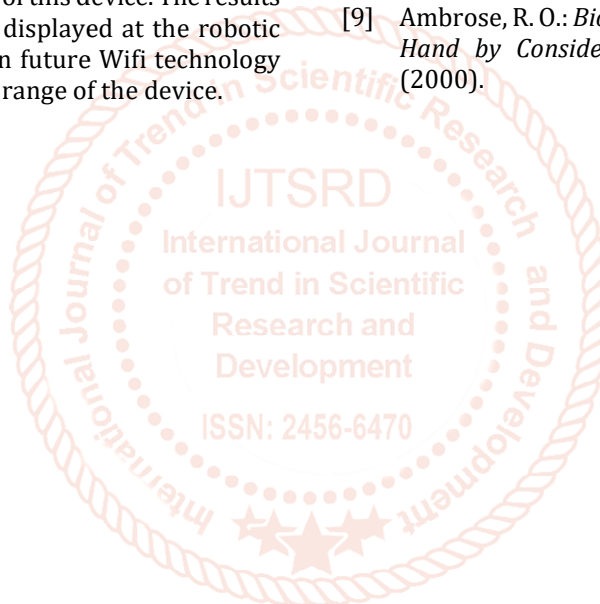 of this device. The results
displayed at the robotic
n future Wifi technology
range of the device.
[9] Ambrose, R. O.: Bio
Hand by Conside
(2000).
International Journal of Trend in Scientific Research and Development
IJTSRD
International Journal
of Trend in Scientific
Research and
Development
ISSN: 2456-6470